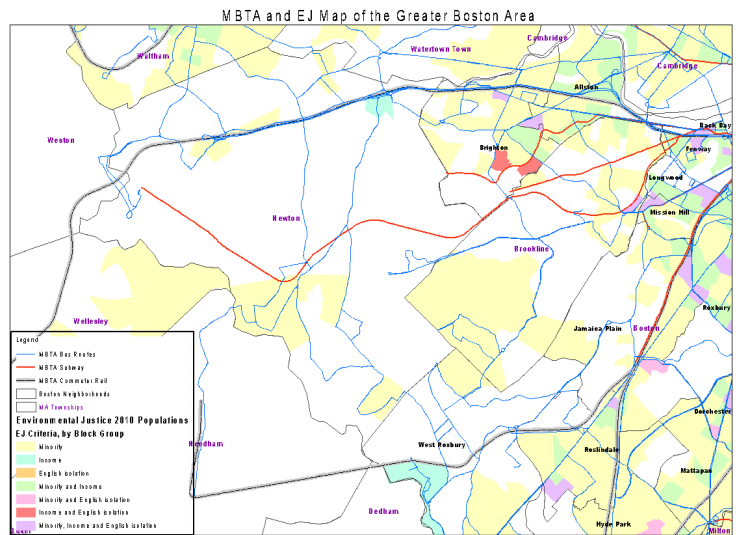 MBTA and EJ Map of the Greater Boston Area
Cambridge
Watertown Town
Waltham
Cambridge
Allston
Back Bay
Weston
Brighton
Fenway
Longwood
Mission Hill
Newton
Brookline
Roxbury
Wellesley
Jamaica Plain
Boston
Legend
MBTA Bus Routes
MBTA Subway
MBTA Commuter Rail
Boston Neighborhoods
MA Townships
Environmental Justice 2010 Populations
EJ Criteria, by Block Group
Minority
Income
English isolation
Minority and Income
Minority and English isolation
Income and English isolation
Minority, Income and English isolation
Needham
Dorchester
West Roxbury
Roslindale
Mattapan
Dedham
Hyde Park
Milton